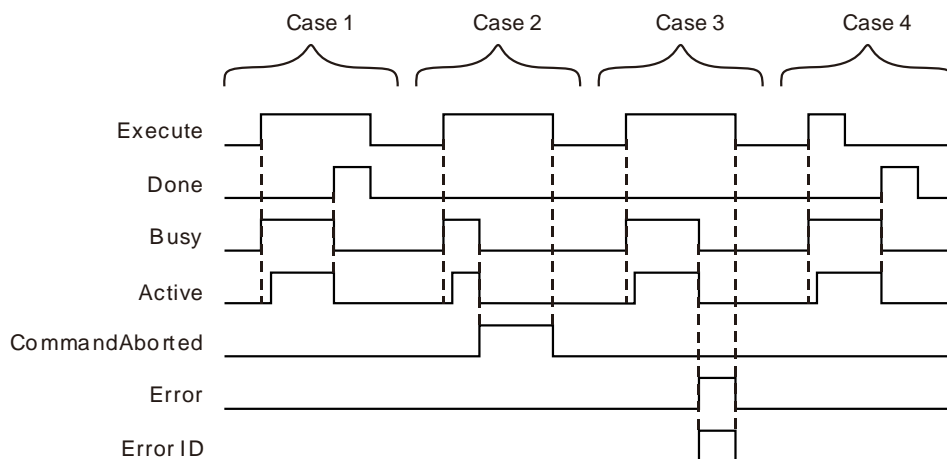 Case 1 Case 2 Case 3 Case 4
Execute
Done
Busy
Active
CommandAborted
Error
Error ID